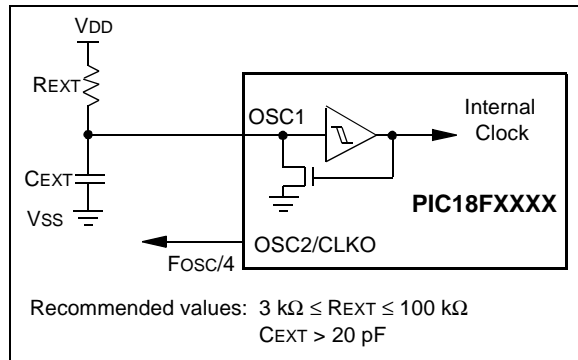 VDD
REXT
OSC1
Internal
Clock
CEXT
PIC18FXXXX
VSS
OSC2/CLKO
FOSC/4
Recommended values: 3 kΩ ≤ REXT ≤ 100 kΩ
CEXT > 20 pF